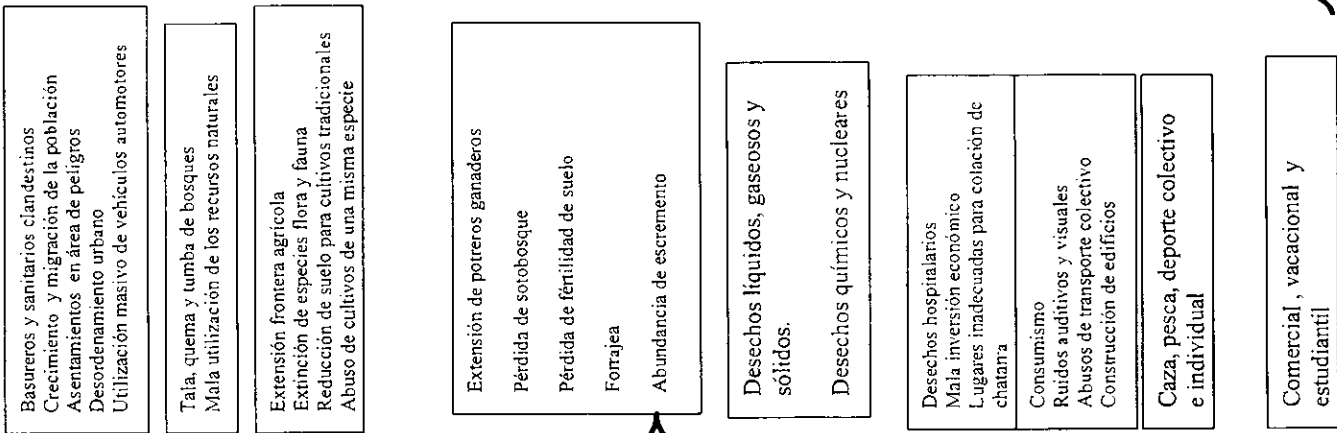 Basureros y sanitarios clandestinos
Crecimiento y migración de la población
Asentamientos en área de peligros
Desordenamiento urbano
Utilización masivo de vehículos automotores
Tala, quema y tumba de bosques
Mala utilización de los recursos naturales
Extensión frontera agrícola
Extinción de especies flora y fauna
Reducción de suelo para cultivos tradicionales
Abuso de cultivos de una misma especie
Extensión de potreros ganaderos
Pérdida de sotobosque
Pérdida de fértilidad de suelo
Forrajea
Abundancia de escremento
Desechos líquidos, gaseosos y
sólidos.
Desechos químicos y nucleares
Desechos hospitalarios
Mala inversión económico
Lugares inadecuadas para colación de
chatarra
Consumismo
Ruidos auditivos y visuales
Abusos de transporte colectivo
Construcción de edificios
Caza, pesca, deporte colectivo
e individual
Comercial , vacacional y
estudiantil